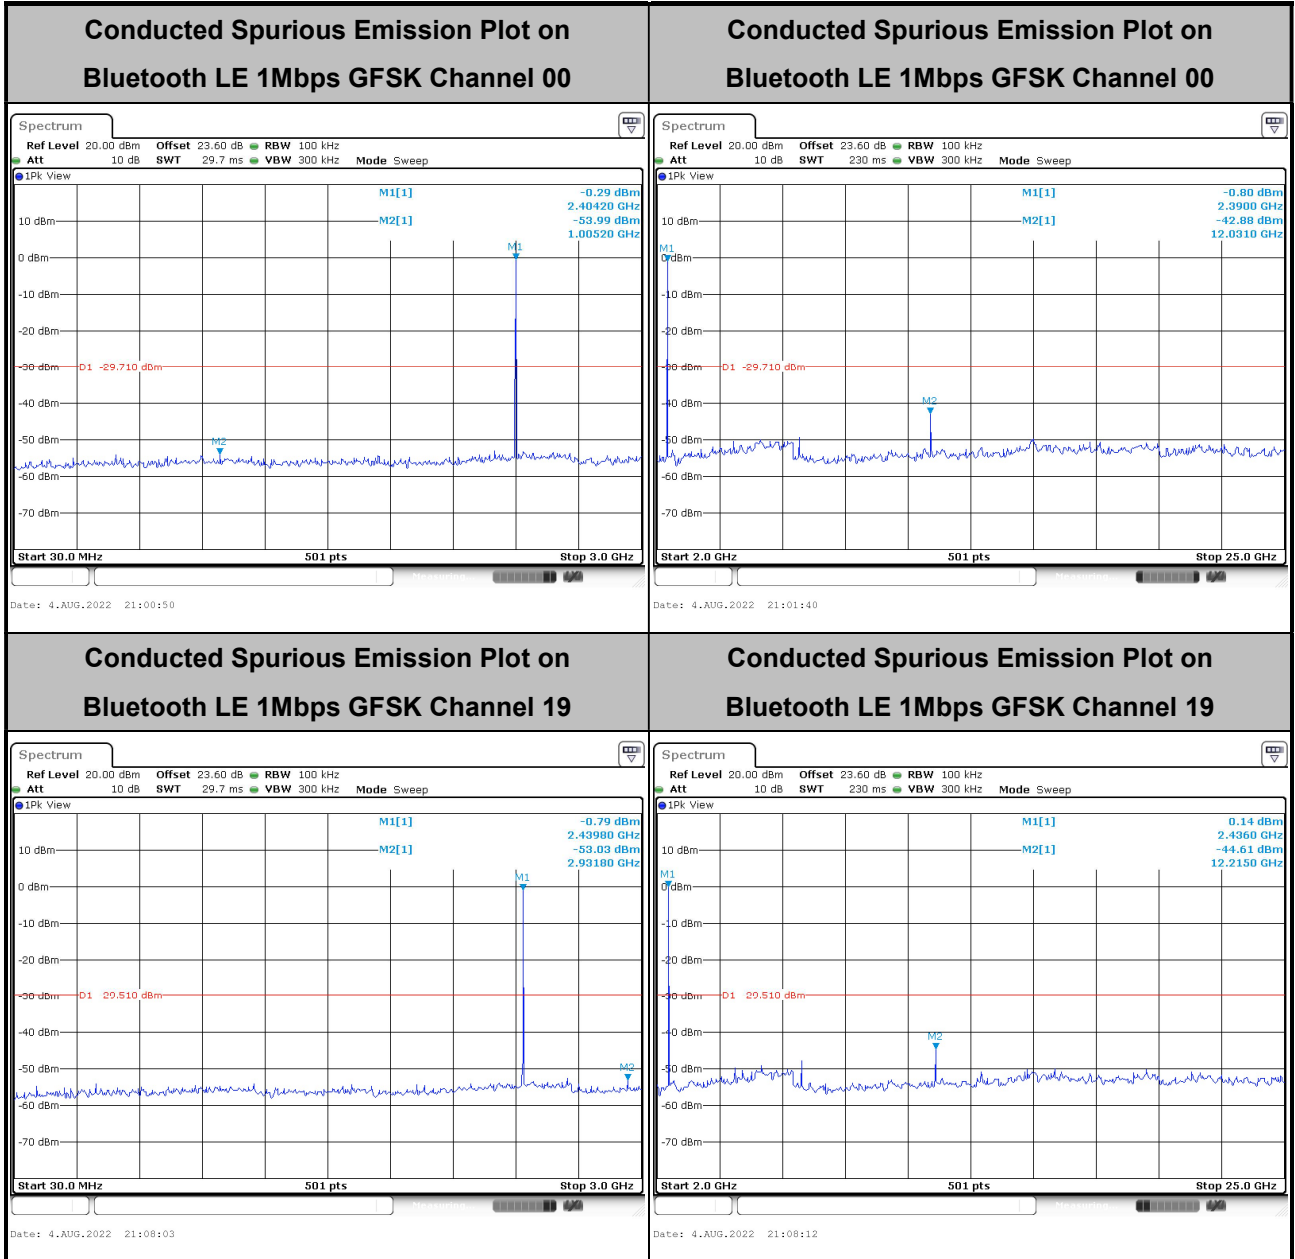 Conducted Spurious Emission Plot on
Bluetooth LE 1Mbps GFSK Channel 00
Spectrum
Ref Level 20.00 dBm Offset 23.60 dB RBW 100 kHz
Att 10 dB SWT 29.7 ms VBW 300 kHz Mode Sweep
1Pk View
M1[1] -0.29 dBm
2.40420 GHz
M2[1] -53.99 dBm
1.00520 GHz
10 dBm
M1
0 dBm
-10 dBm
-20 dBm
-30 dBm D1 -29.710 dBm
-40 dBm
-50 dBm
M2
-60 dBm
-70 dBm
Start 30.0 MHz 501 pts Stop 3.0 GHz
Measuring...
Date: 4.AUG.2022 21:00:50
Conducted Spurious Emission Plot on
Bluetooth LE 1Mbps GFSK Channel 00
Spectrum
Ref Level 20.00 dBm Offset 23.60 dB RBW 100 kHz
Att 10 dB SWT 230 ms VBW 300 kHz Mode Sweep
1Pk View
M1[1] -0.80 dBm
2.3900 GHz
M2[1] -42.88 dBm
12.0310 GHz
10 dBm
M1
0 dBm
-10 dBm
-20 dBm
-30 dBm D1 -29.710 dBm
-40 dBm
M2
-50 dBm
-60 dBm
-70 dBm
Start 2.0 GHz 501 pts Stop 25.0 GHz
Measuring...
Date: 4.AUG.2022 21:01:40
Conducted Spurious Emission Plot on
Bluetooth LE 1Mbps GFSK Channel 19
Spectrum
Ref Level 20.00 dBm Offset 23.60 dB RBW 100 kHz
Att 10 dB SWT 29.7 ms VBW 300 kHz Mode Sweep
1Pk View
M1[1] -0.79 dBm
2.43980 GHz
M2[1] -53.03 dBm
2.93180 GHz
10 dBm
M1
0 dBm
-10 dBm
-20 dBm
-30 dBm D1 29.510 dBm
-40 dBm
-50 dBm
M2
-60 dBm
-70 dBm
Start 30.0 MHz 501 pts Stop 3.0 GHz
Date: 4.AUG.2022 21:08:03
Conducted Spurious Emission Plot on
Bluetooth LE 1Mbps GFSK Channel 19
Spectrum
Ref Level 20.00 dBm Offset 23.60 dB RBW 100 kHz
Att 10 dB SWT 230 ms VBW 300 kHz Mode Sweep
1Pk View
M1[1] 0.14 dBm
2.4360 GHz
M2[1] -44.61 dBm
12.2150 GHz
10 dBm
M1
0 dBm
-10 dBm
-20 dBm
-30 dBm D1 29.510 dBm
-40 dBm
M2
-50 dBm
-60 dBm
-70 dBm
Start 2.0 GHz 501 pts Stop 25.0 GHz
Measuring...
Date: 4.AUG.2022 21:08:12